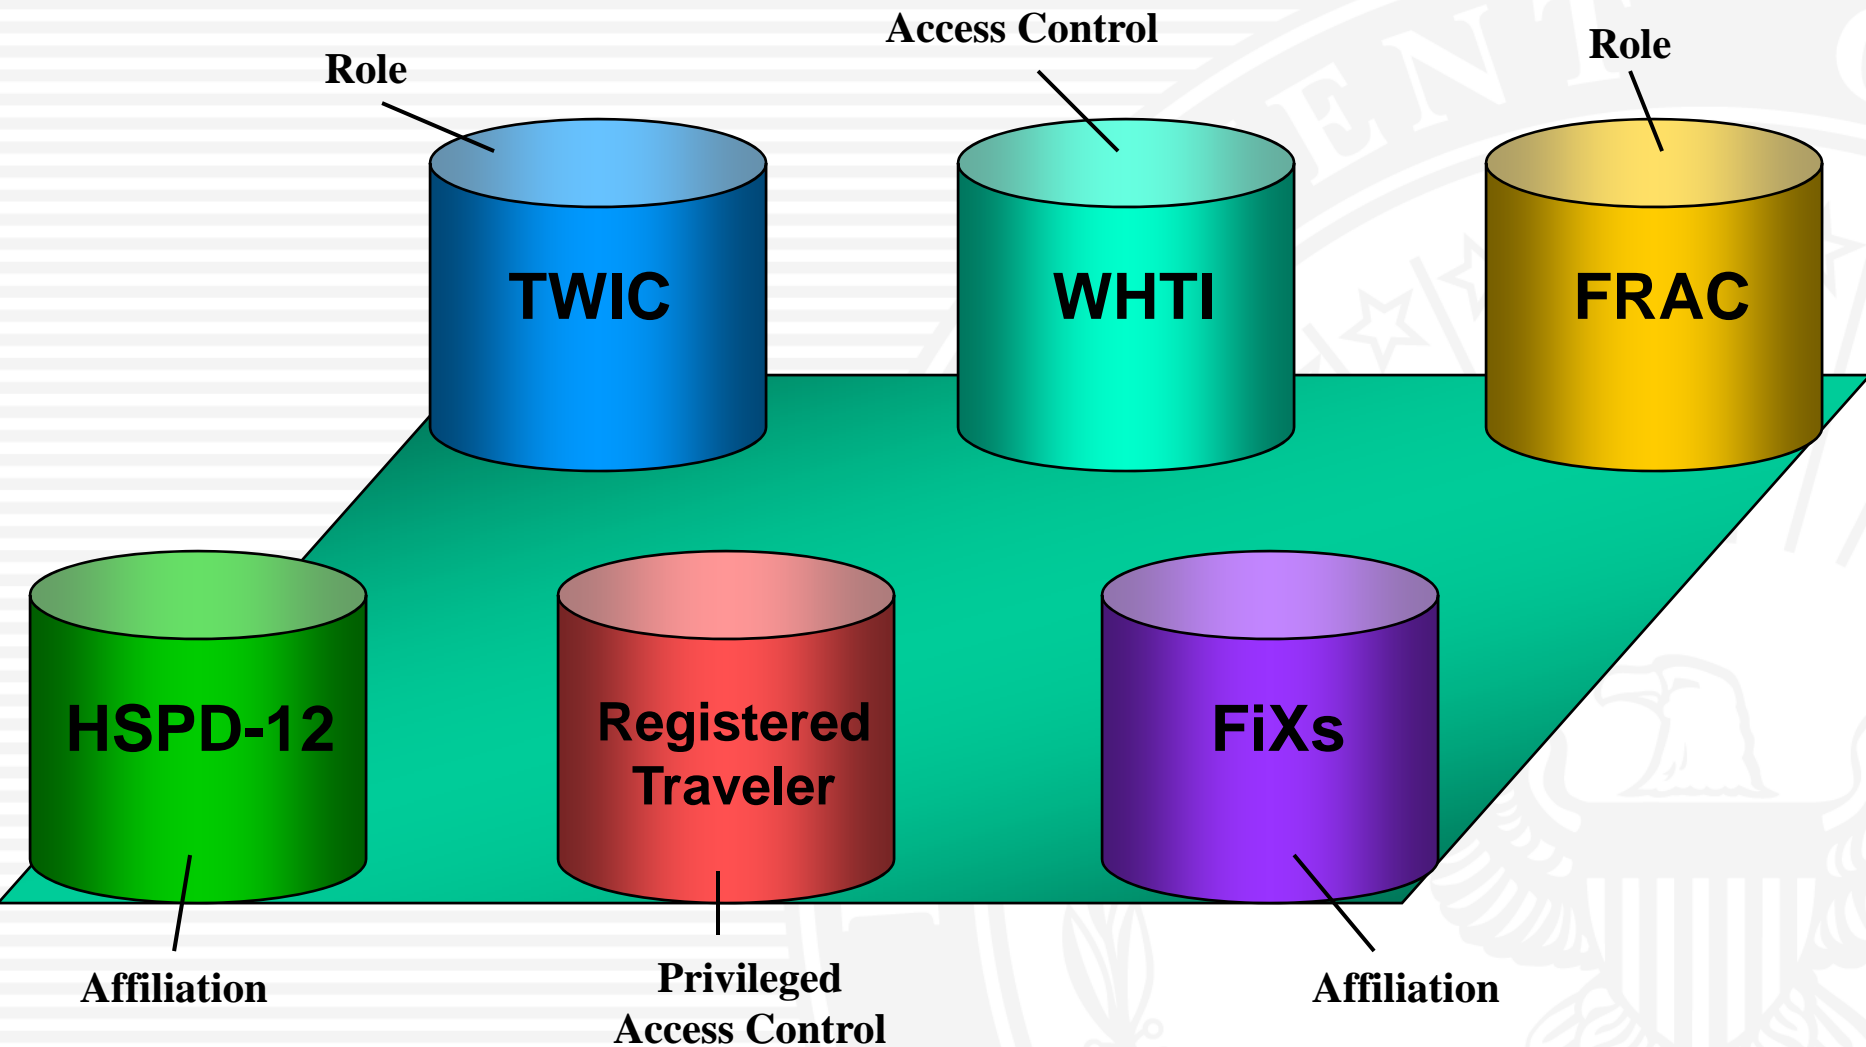 Access Control
Role
Role
TWIC
WHTI
FRAC
HSPD-12
Registered
Traveler
FiXs
Affiliation
Privileged
Access Control
Affiliation